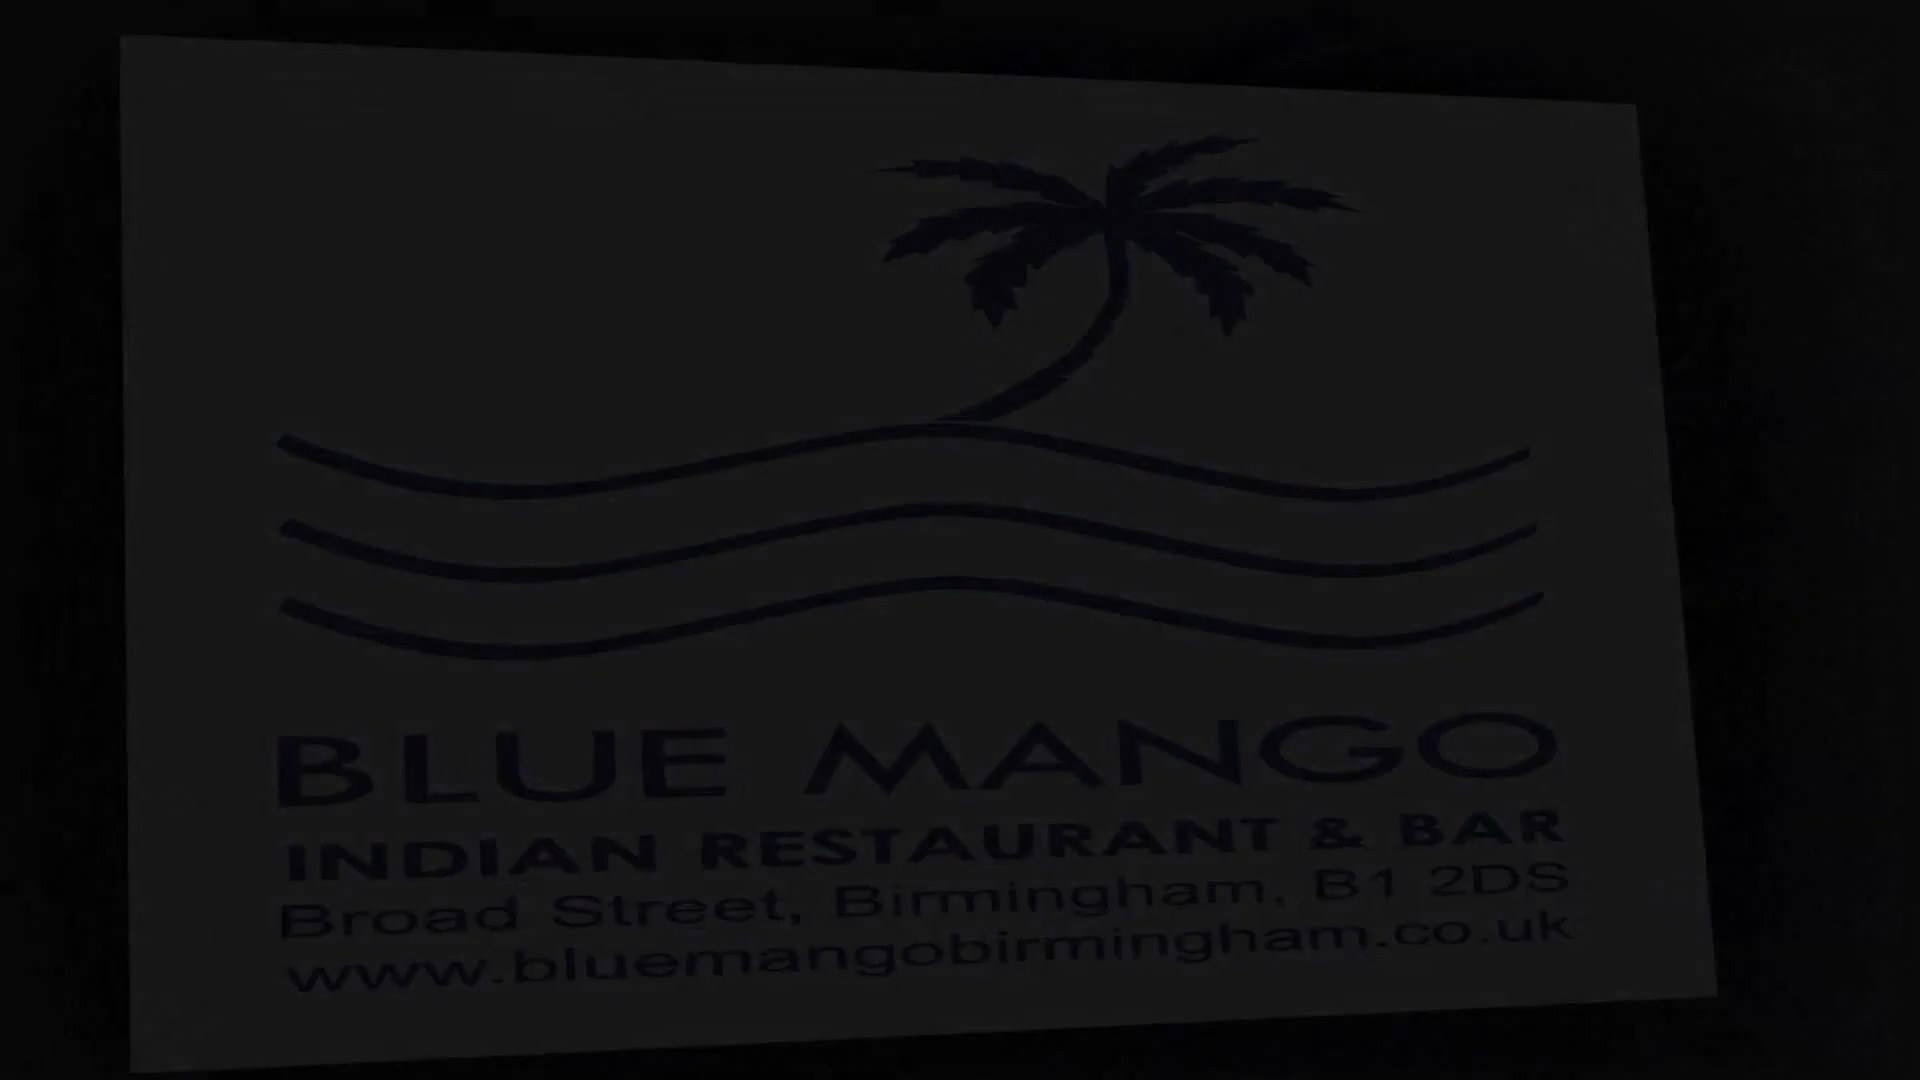 BLUE MANGO
INDIAN RESTAURANT & BAR
Broad Street, Birmingham, B1 2DS
www.bluemangobirmingham.co.uk